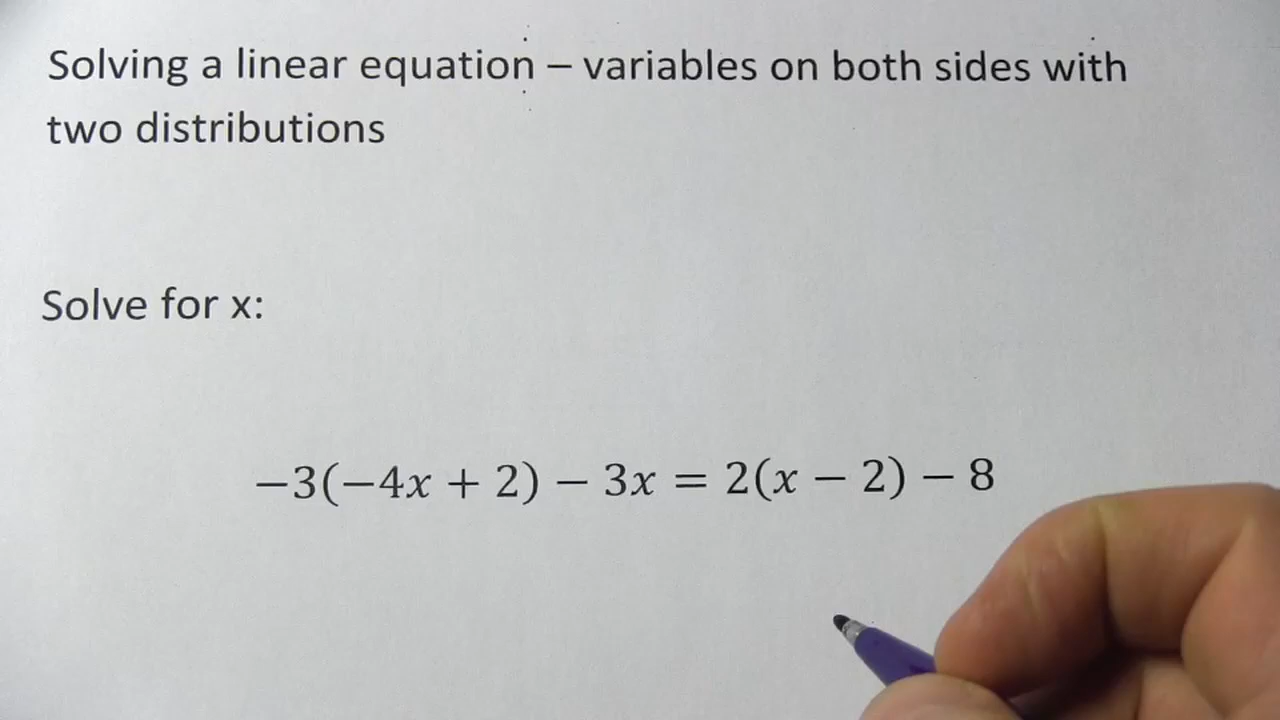 Solving a linear equation – variables on both sides with
two distributions
Solve for x:
−3(−4x + 2) − 3x = 2(x − 2) − 8